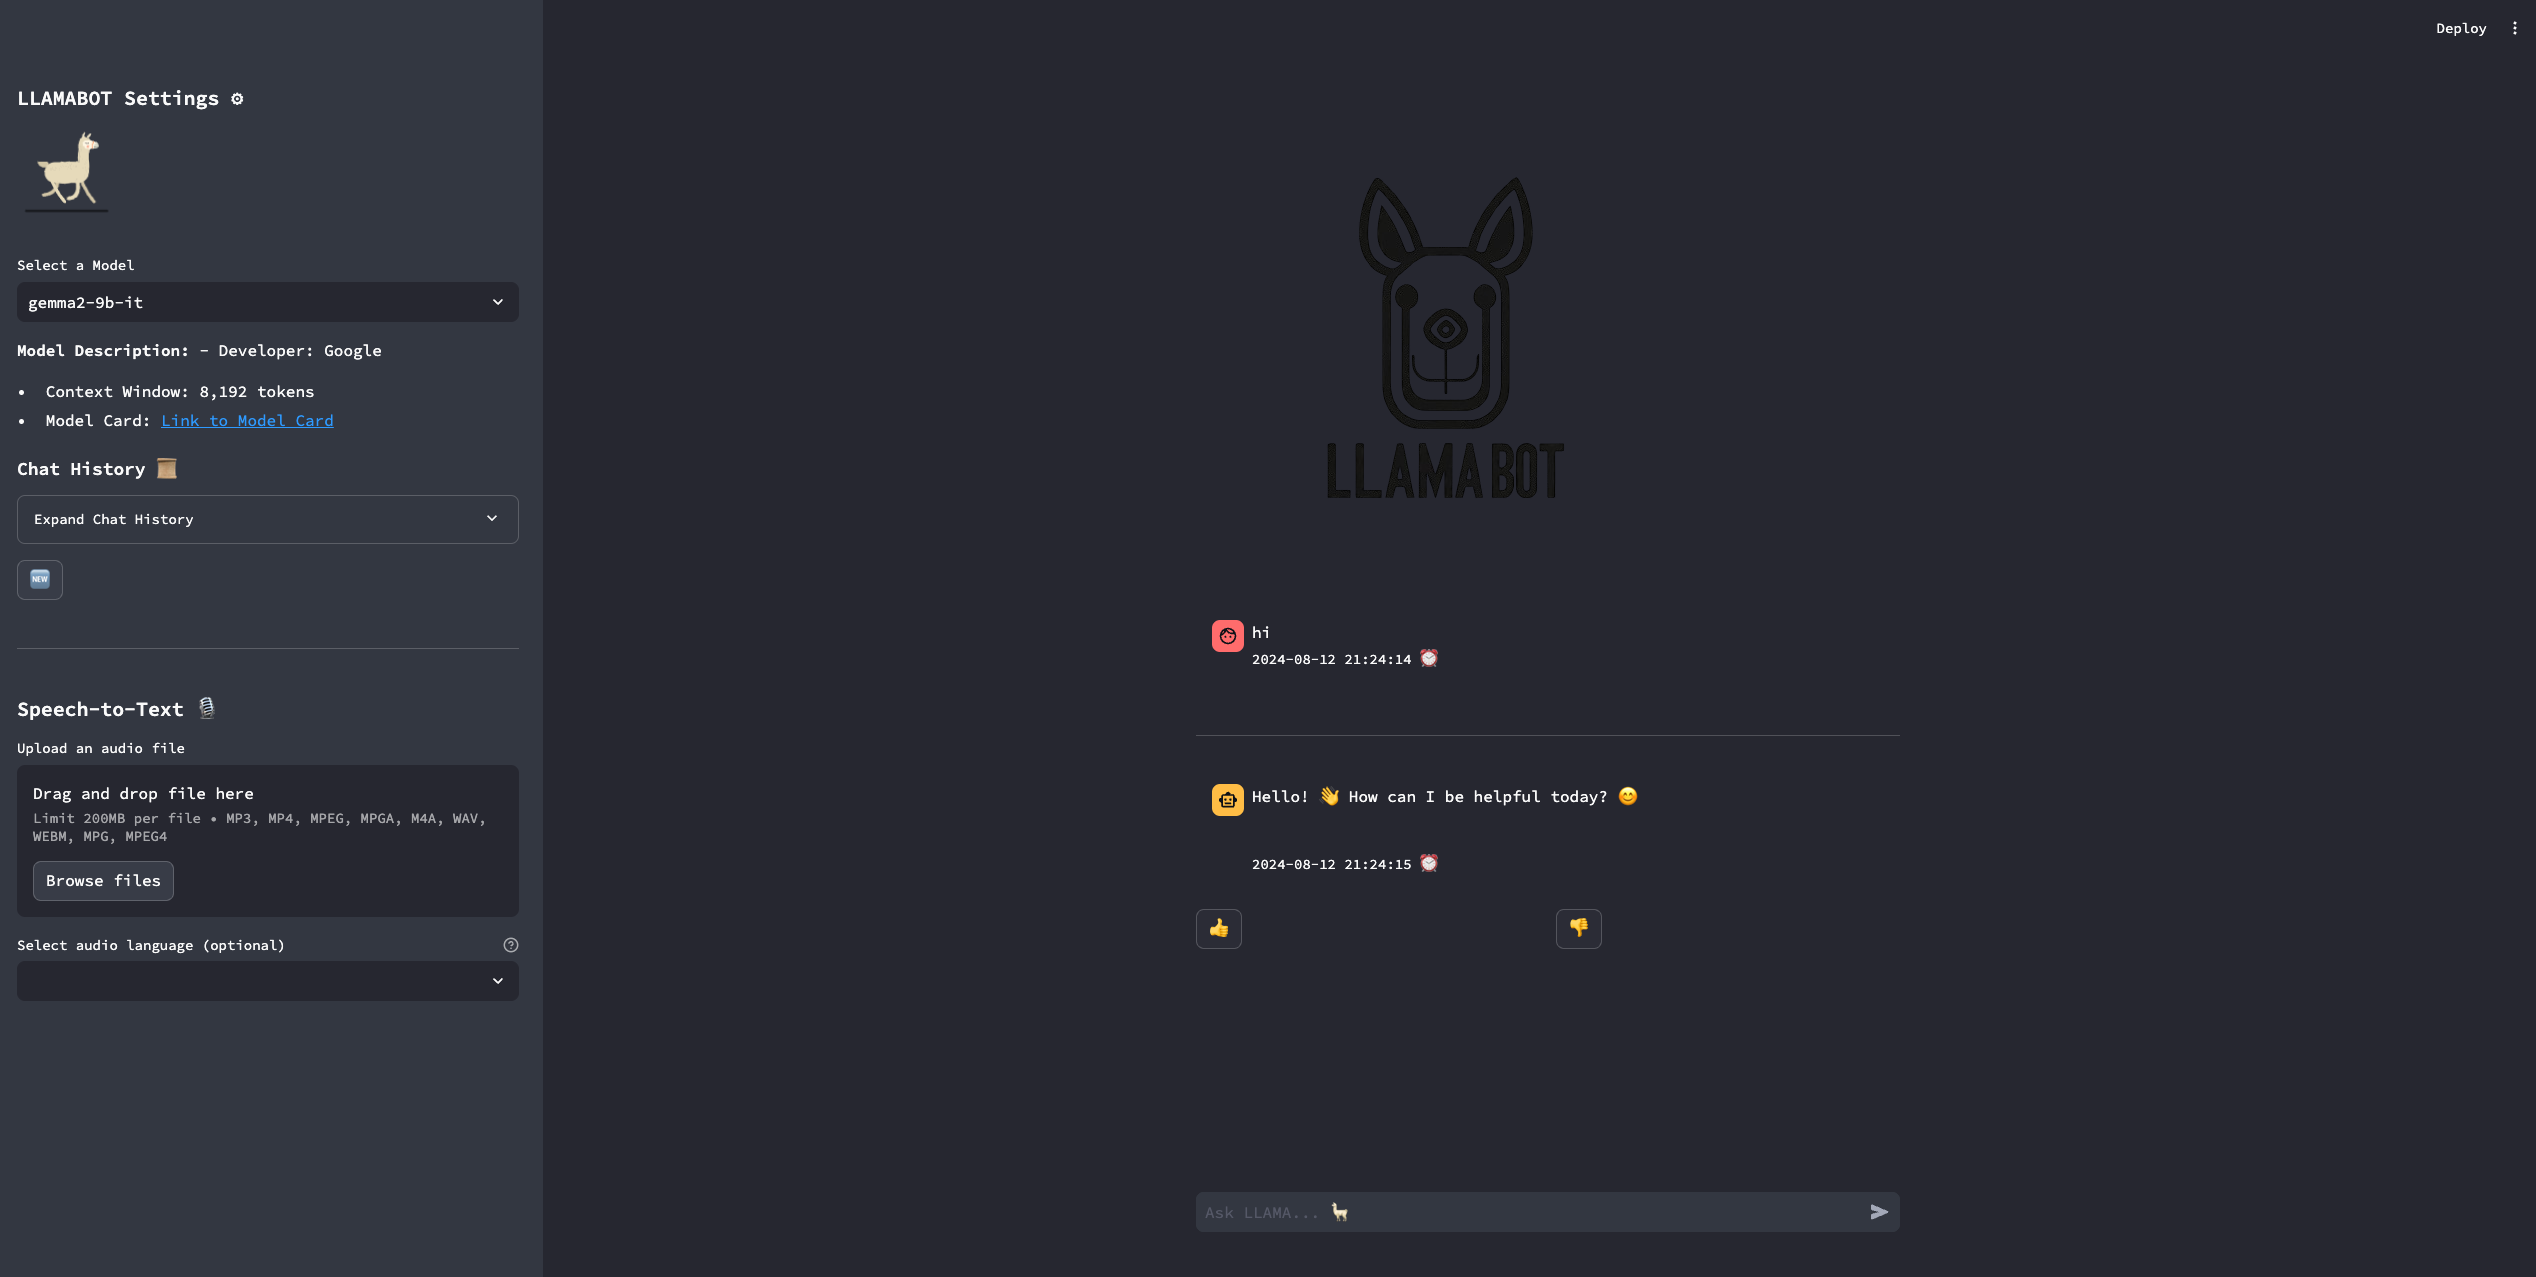 Deploy
LLAMABOT Settings ⚙
Select a Model
gemma2-9b-it
Model Description: - Developer: Google
• Context Window: 8,192 tokens
• Model Card: Link to Model Card
Chat History 📜
Expand Chat History
🆕
Speech-to-Text 🎙️
Upload an audio file
Drag and drop file here
Limit 200MB per file • MP3, MP4, MPEG, MPGA, M4A, WAV,
WEBM, MPG, MPEG4
Browse files
Select audio language (optional)
LLAMABOT
hi
2024-08-12 21:24:14 ⏰
Hello! 👋 How can I be helpful today? 😊
2024-08-12 21:24:15 ⏰
👍 👎
Ask LLAMA... 🦙